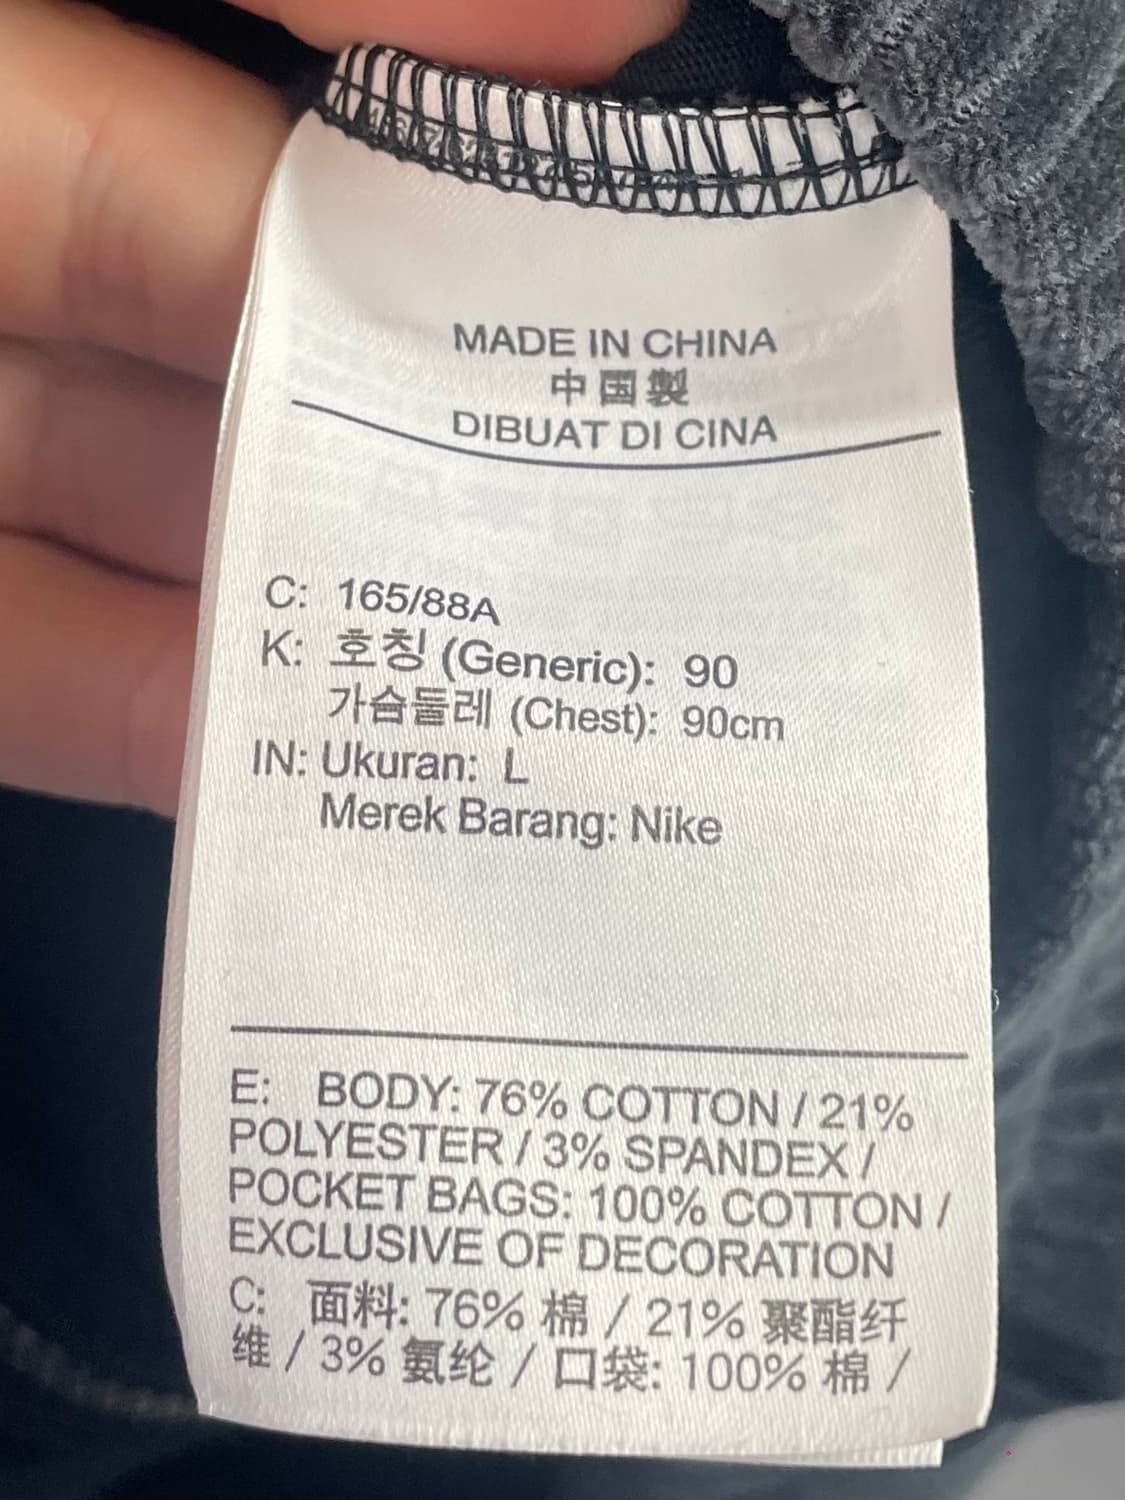 MADE IN CHINA
中国製
DIBUAT DI CINA
C: 165/88A
K: 호칭 (Generic): 90
가슴둘레 (Chest): 90cm
IN: Ukuran: L
Merek Barang: Nike
E: BODY: 76% COTTON / 21%
POLYESTER / 3% SPANDEX /
POCKET BAGS: 100% COTTON /
EXCLUSIVE OF DECORATION
C: 面料: 76% 棉 / 21% 聚酯纤
维 / 3% 氨纶 / 口袋: 100% 棉 /